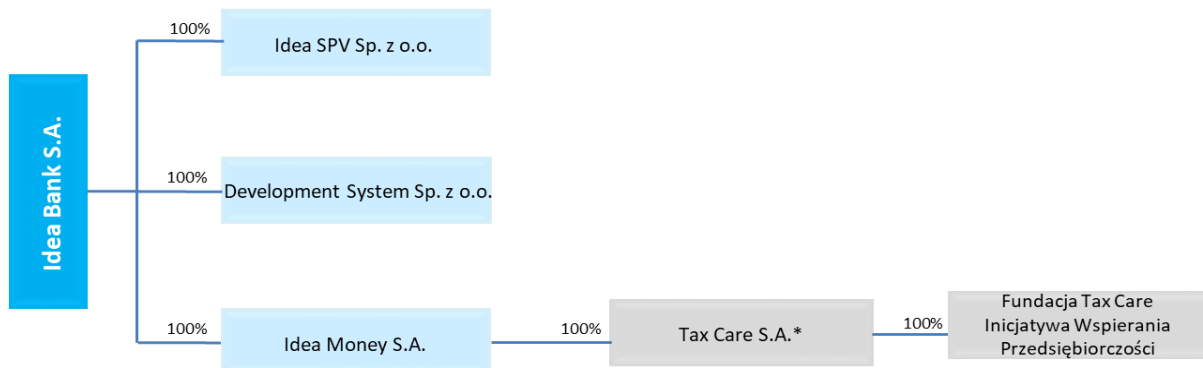 100%
Idea SPV Sp. z o.o.
Idea Bank S.A.
100%
Development System Sp. z o.o.
100%
Idea Money S.A.
100%
Tax Care S.A.*
100%
Fundacja Tax Care
Inicjatywa Wspierania
Przedsiębiorczości